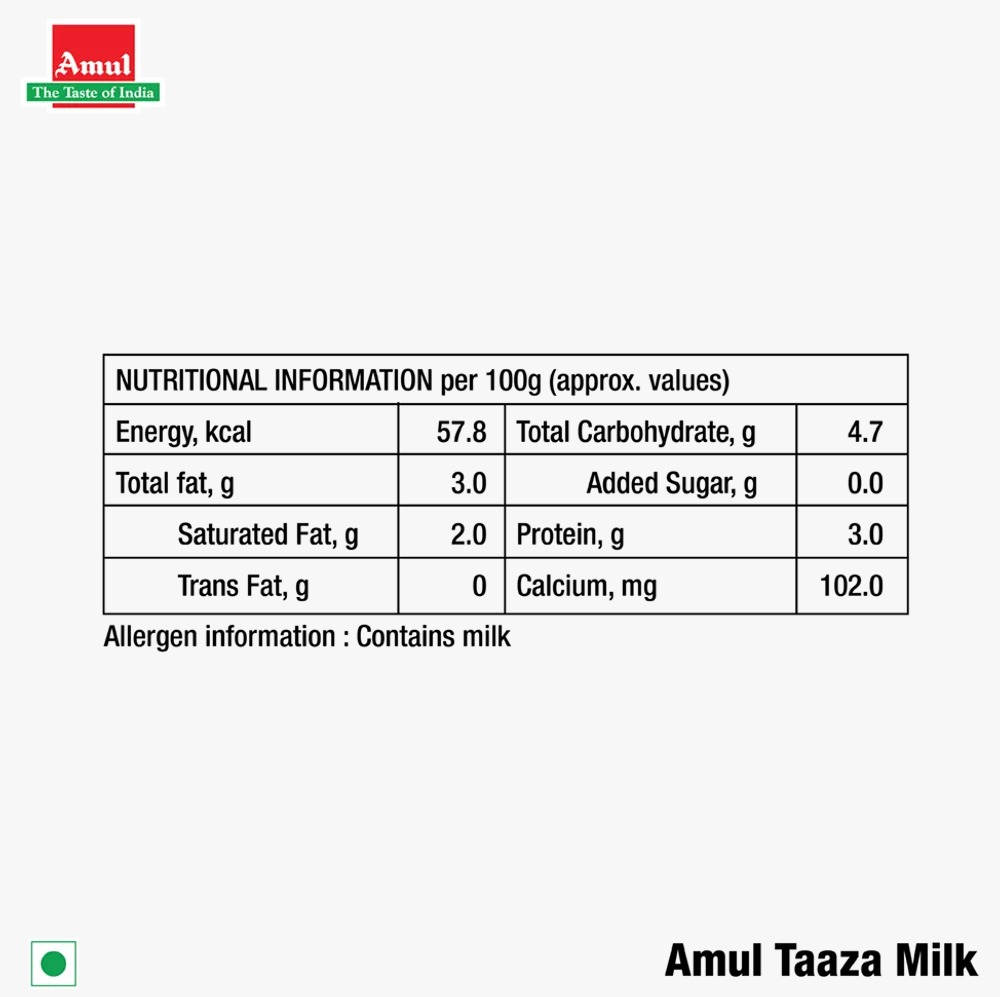 Amul
The Taste of India
NUTRITIONAL INFORMATION per 100g (approx. values)
Energy, kcal 57.8 Total Carbohydrate, g 4.7
Total fat, g 3.0 Added Sugar, g 0.0
Saturated Fat, g 2.0 Protein, g 3.0
Trans Fat, g 0 Calcium, mg 102.0
Allergen information : Contains milk
Amul Taaza Milk